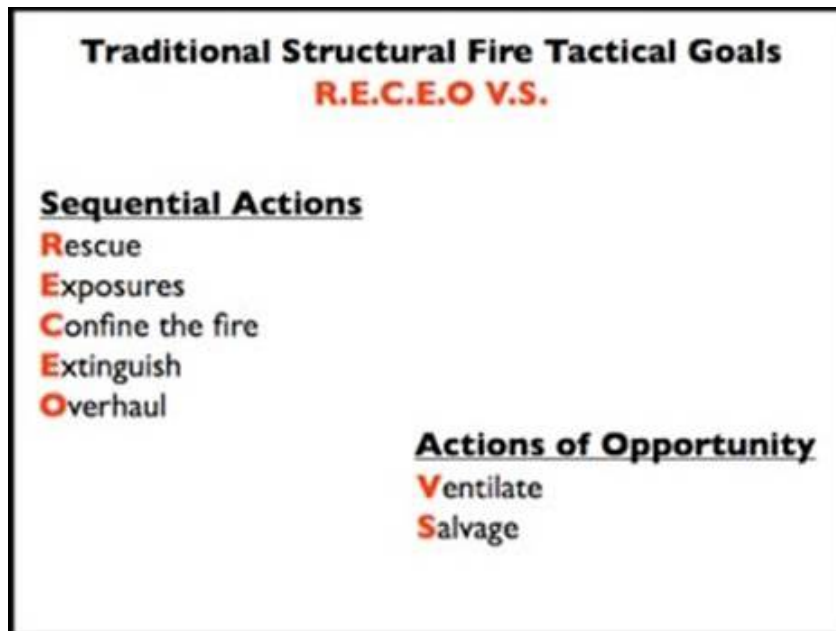 Traditional Structural Fire Tactical Goals
R.E.C.E.O V.S.
Sequential Actions
Rescue
Exposures
Confine the fire
Extinguish
Overhaul
Actions of Opportunity
Ventilate
Salvage